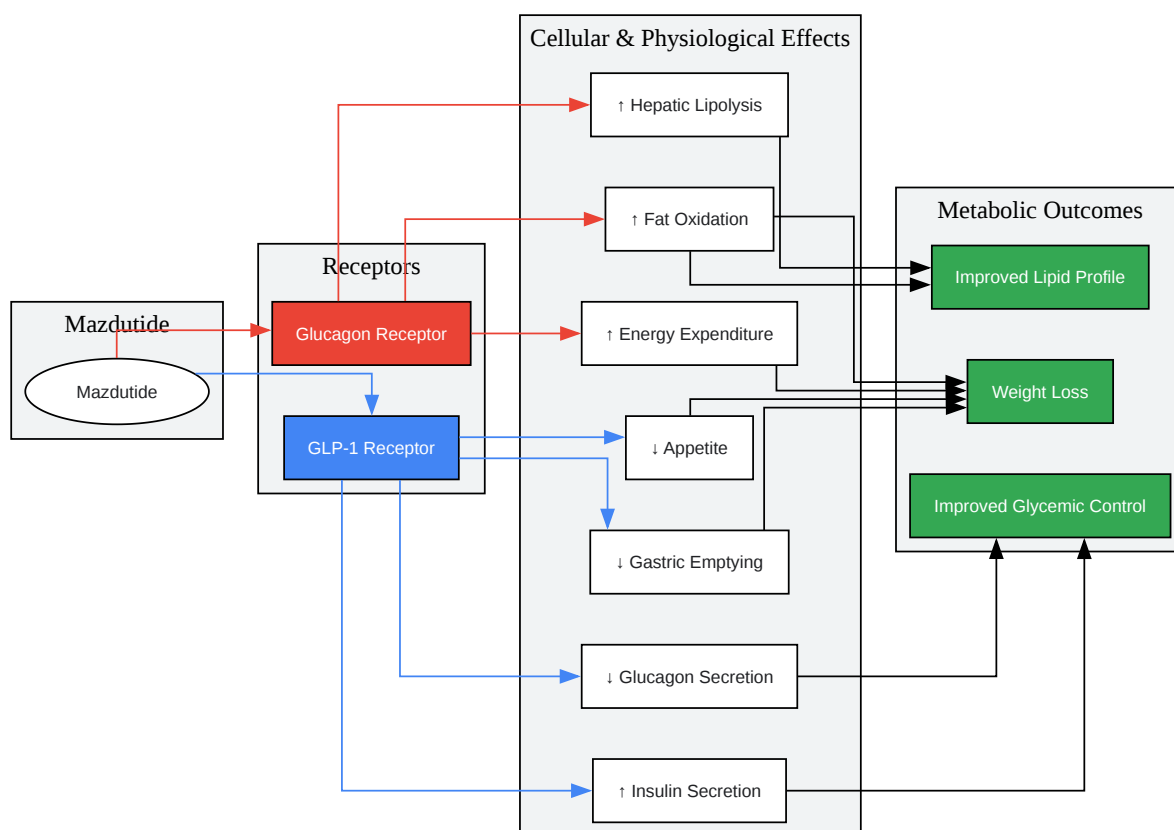 Cellular & Physiological Effects
↑ Hepatic Lipolysis
↑ Fat Oxidation
Metabolic Outcomes
Improved Lipid Profile
Receptors
Mazdutide
Glucagon Receptor
↑ Energy Expenditure
Mazdutide
Weight Loss
GLP-1 Receptor
↓ Appetite
Improved Glycemic Control
↓ Gastric Emptying
↓ Glucagon Secretion
↑ Insulin Secretion